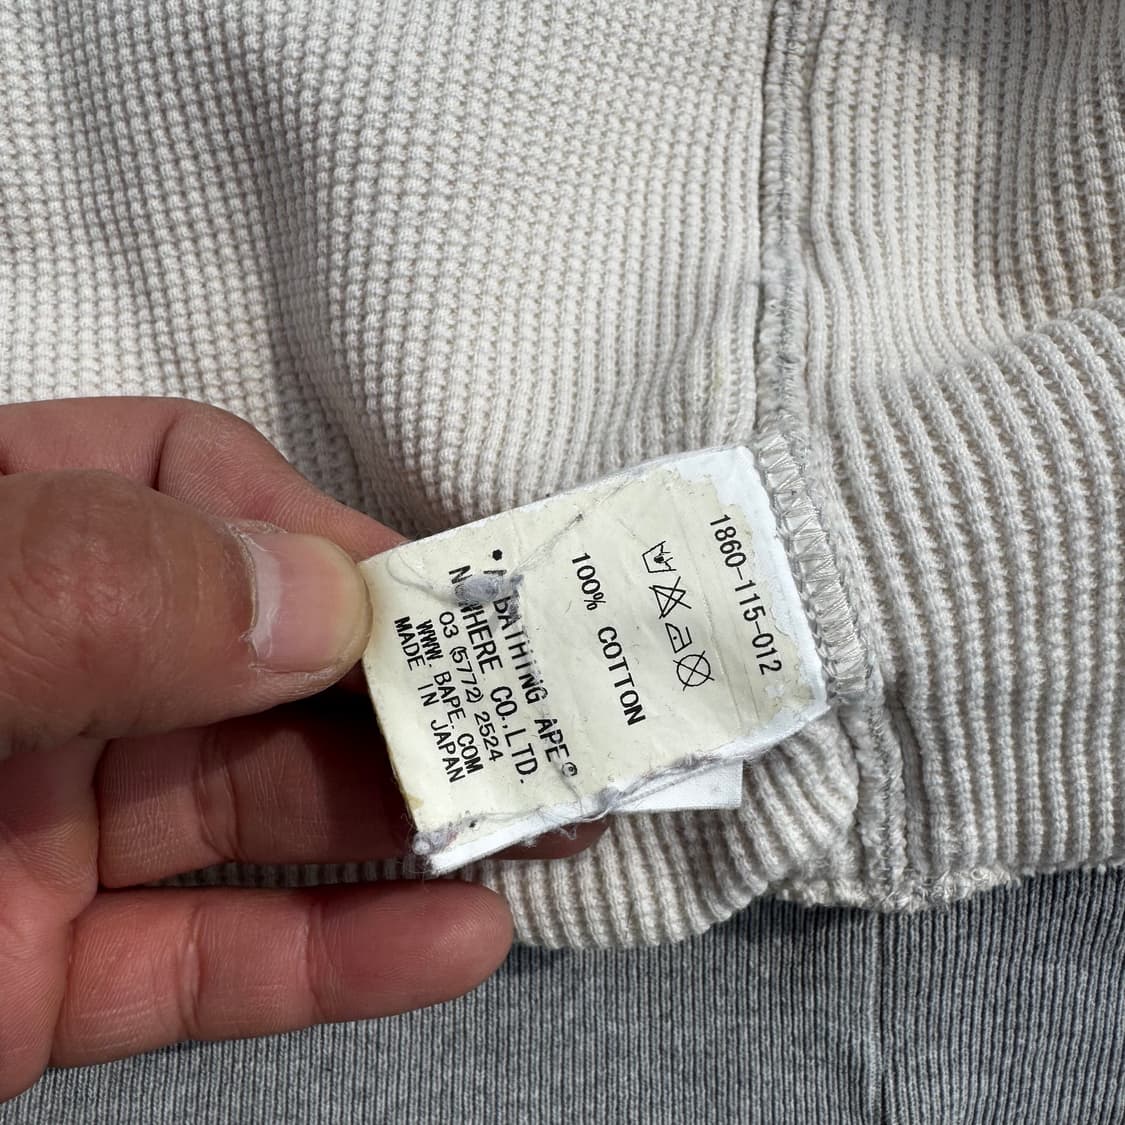 1860-115-012
100% COTTON
BATHING APE©
NOWHERE CO.,LTD.
03 (5772) 2524
WWW. BAPE. COM
MADE IN JAPAN